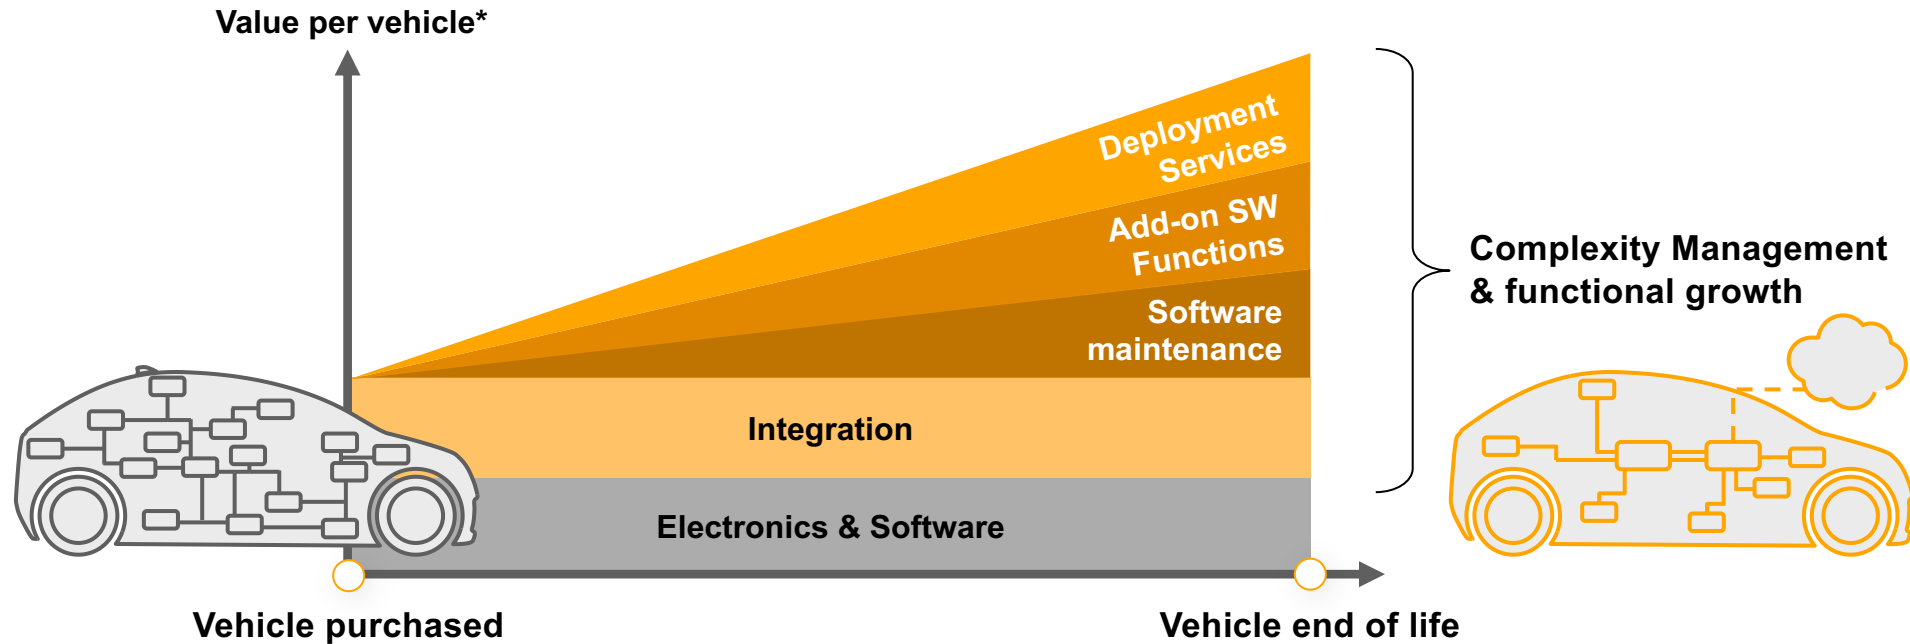 Value per vehicle*
Deployment
Services
Add-on SW
Functions
Software
maintenance
Integration
Electronics & Software
Complexity Management
& functional growth
Vehicle purchased
Vehicle end of life